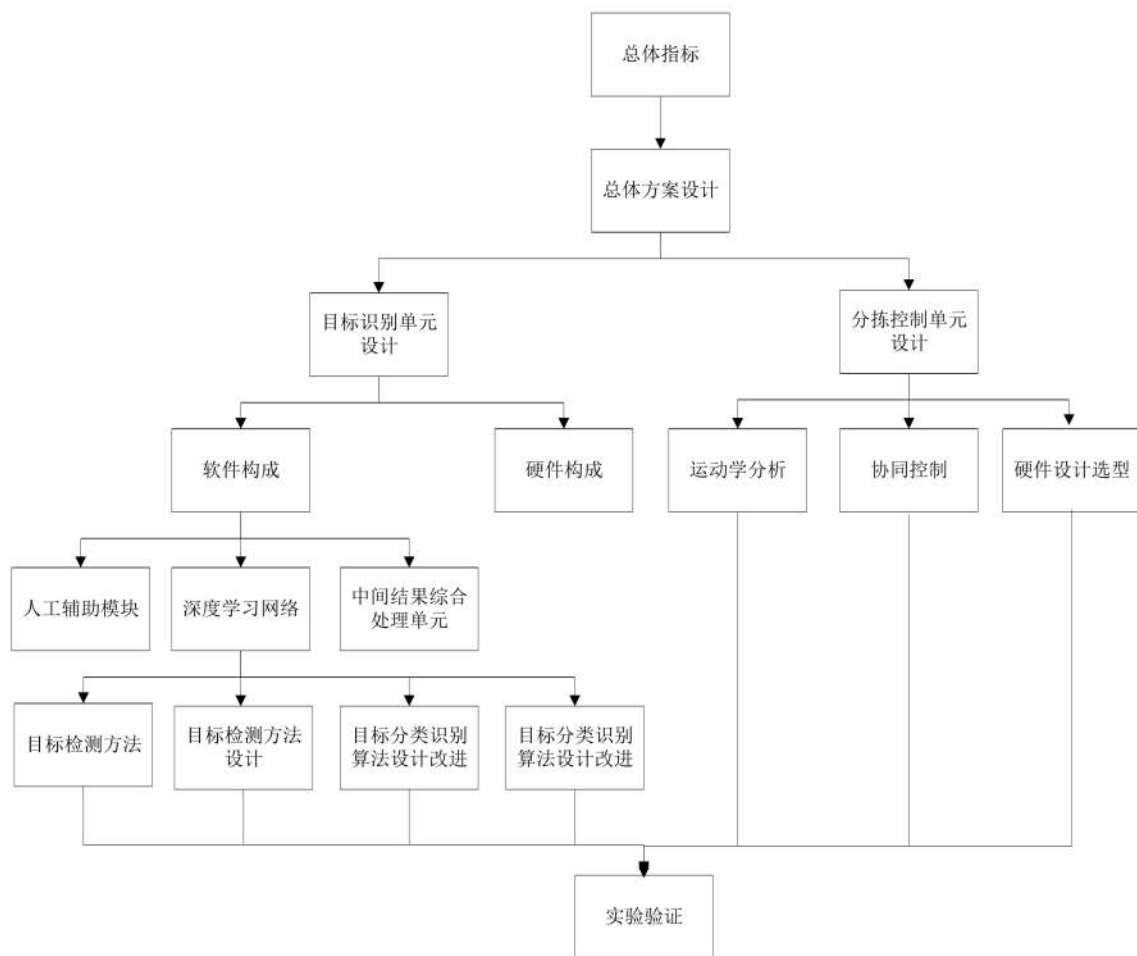 总体指标
总体方案设计
目标识别单元
设计
分拣控制单元
设计
软件构成
硬件构成
运动学分析
协同控制
硬件设计选型
人工辅助模块
深度学习网络
中间结果综合
处理单元
目标检测方法
目标检测方法
设计
目标分类识别
算法设计改进
目标分类识别
算法设计改进
实验验证